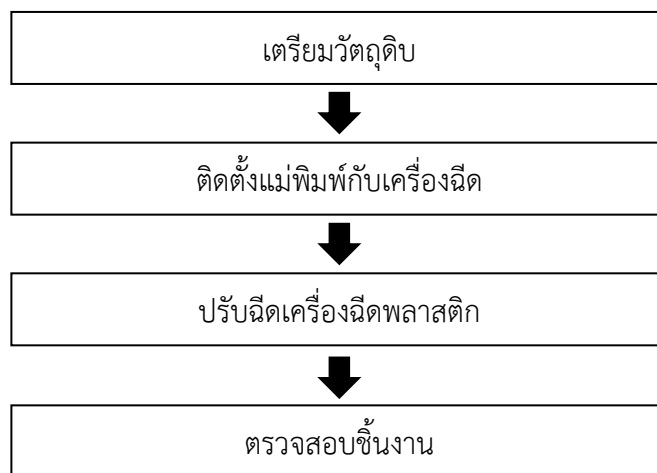 เตรียมวัตถุดิบ
ติดตั้งแม่พิมพ์กับเครื่องฉีด
ปรับฉีดเครื่องฉีดพลาสติก
ตรวจสอบชิ้นงาน